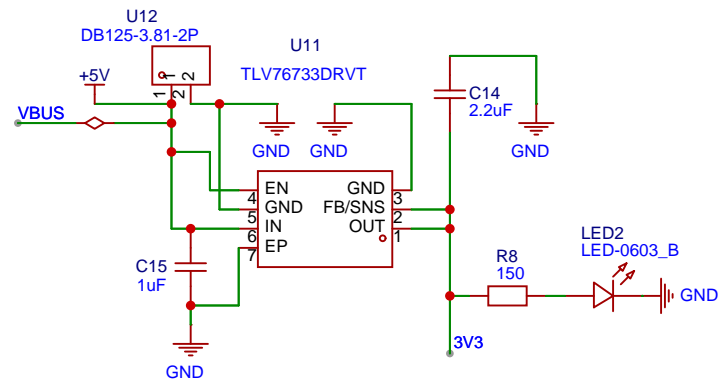 U12
DB125-3.81-2P
U11
TLV76733DRVT
+5V
1
2
1
2
VBUS
GND
GND
C14
2.2uF
GND
EN
GND
4
3
GND
FB/SNS
5
2
IN
OUT
6
1
EP
7
C15
1uF
GND
R8
150
LED2
LED-0603_B
GND
3V3